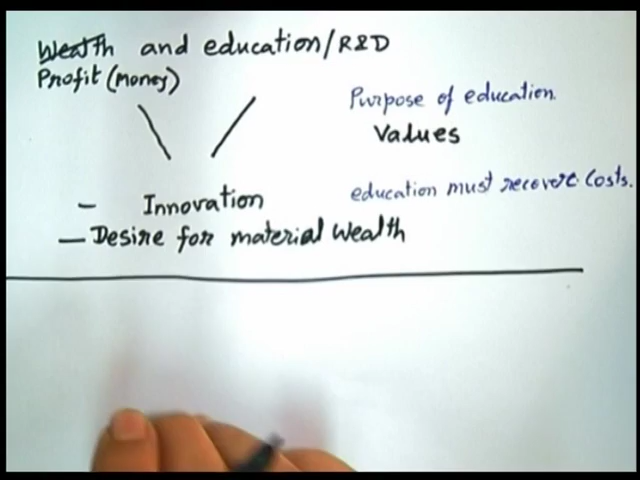 Wealth and education/R&D
Profit (money)
Purpose of education
Values
- Innovation
education must recover costs.
- Desire for material wealth